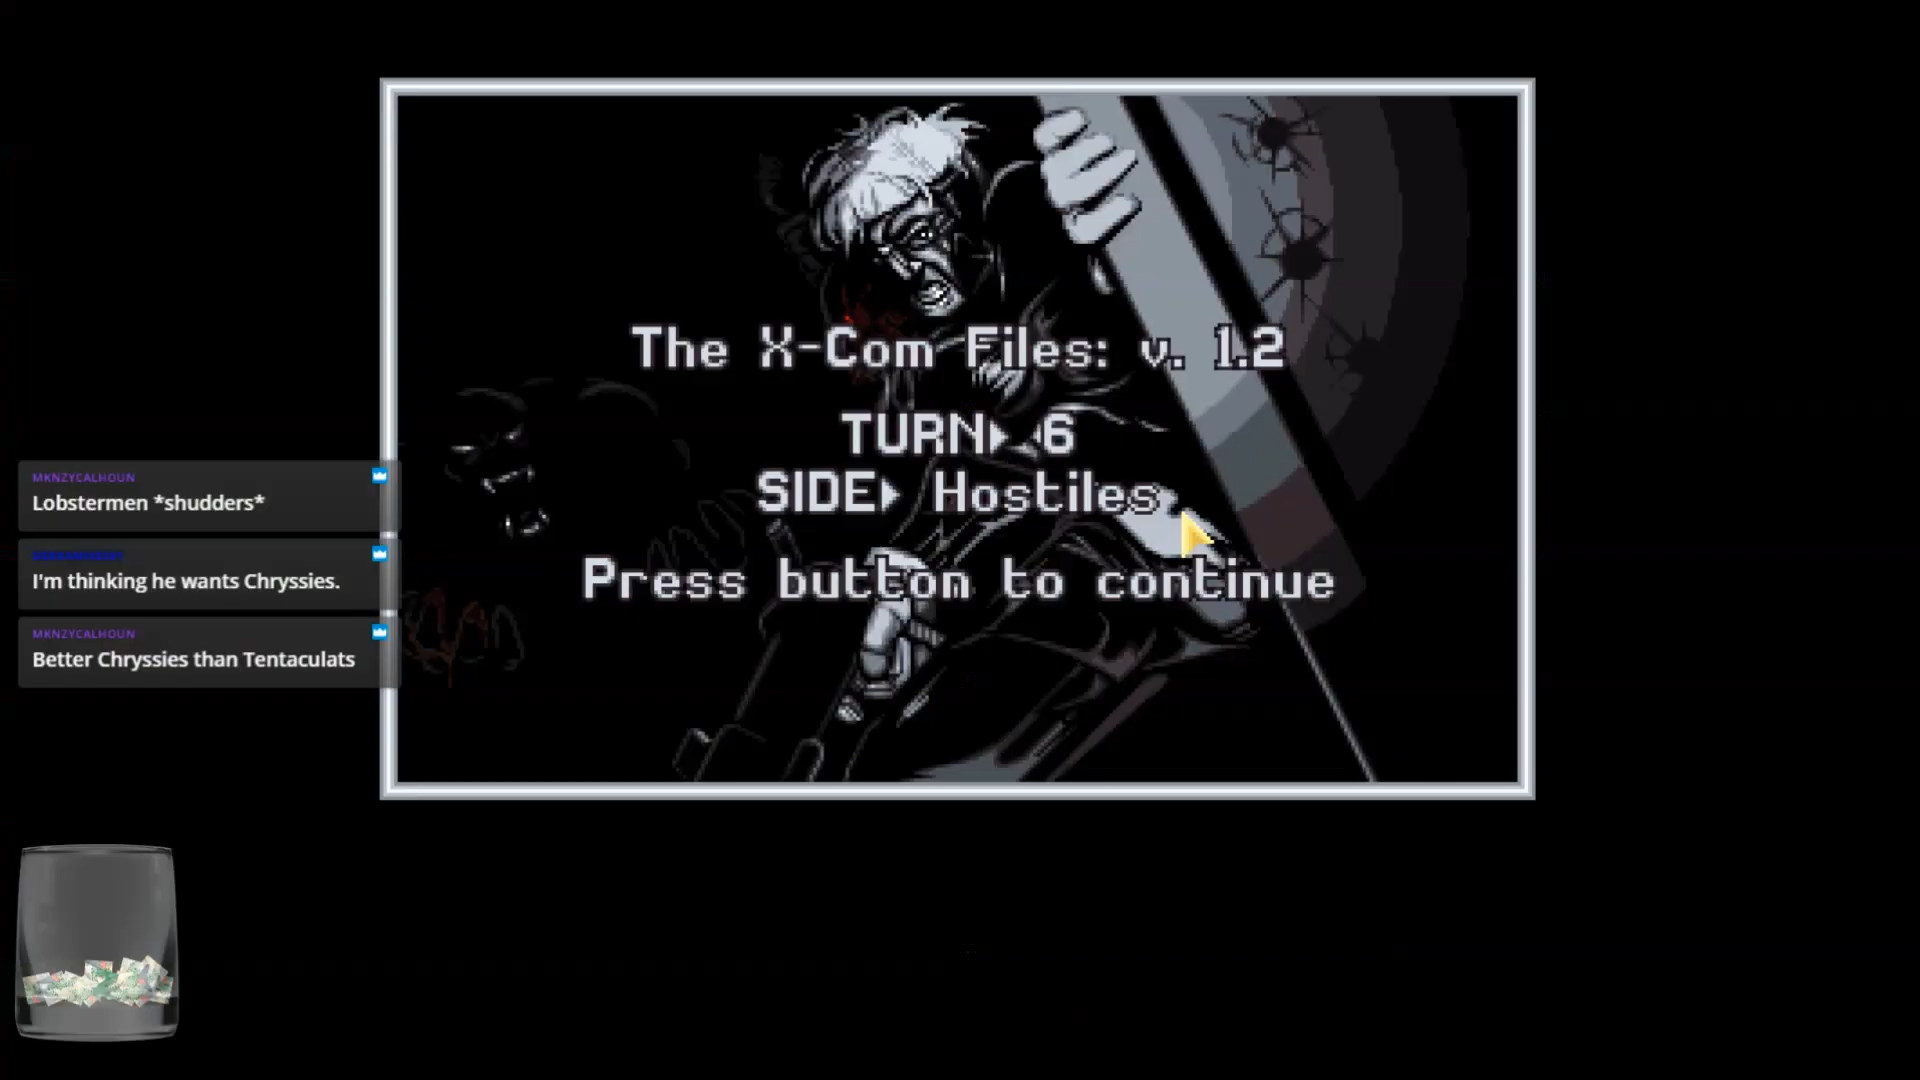 The X-Com Files: v. 1.2
TURN▶ 6
SIDE▶ Hostiles
Press button to continue
MKNZYCALHOUN
Lobstermen *shudders*
I'm thinking he wants Chryssies.
MKNZYCALHOUN
Better Chryssies than Tentaculats